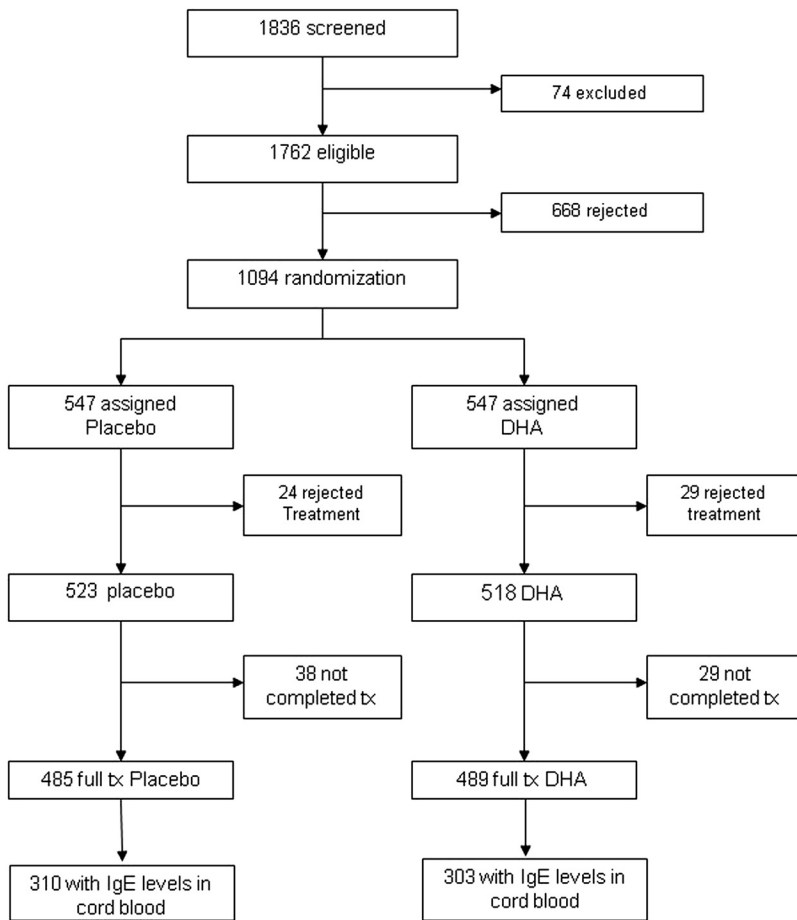 1836 screened
74 excluded
1762 eligible
668 rejected
1094 randomization
547 assigned
Placebo
547 assigned
DHA
24 rejected
Treatment
29 rejected
treatment
523 placebo
518 DHA
38 not
completed tx
29 not
completed tx
485 full tx Placebo
489 full tx DHA
310 with IgE levels in
cord blood
303 with IgE levels in
cord blood